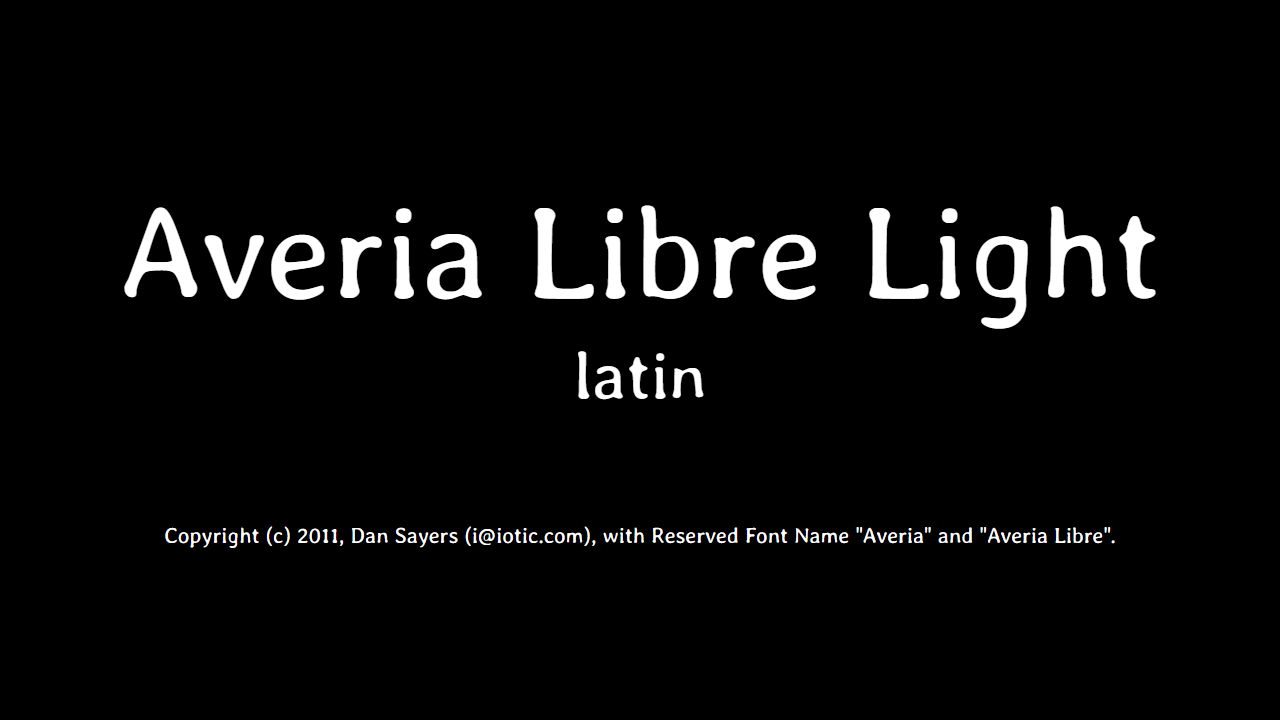 Averia Libre Light
latin
Copyright (c) 2011, Dan Sayers (i@iotic.com), with Reserved Font Name "Averia" and "Averia Libre".